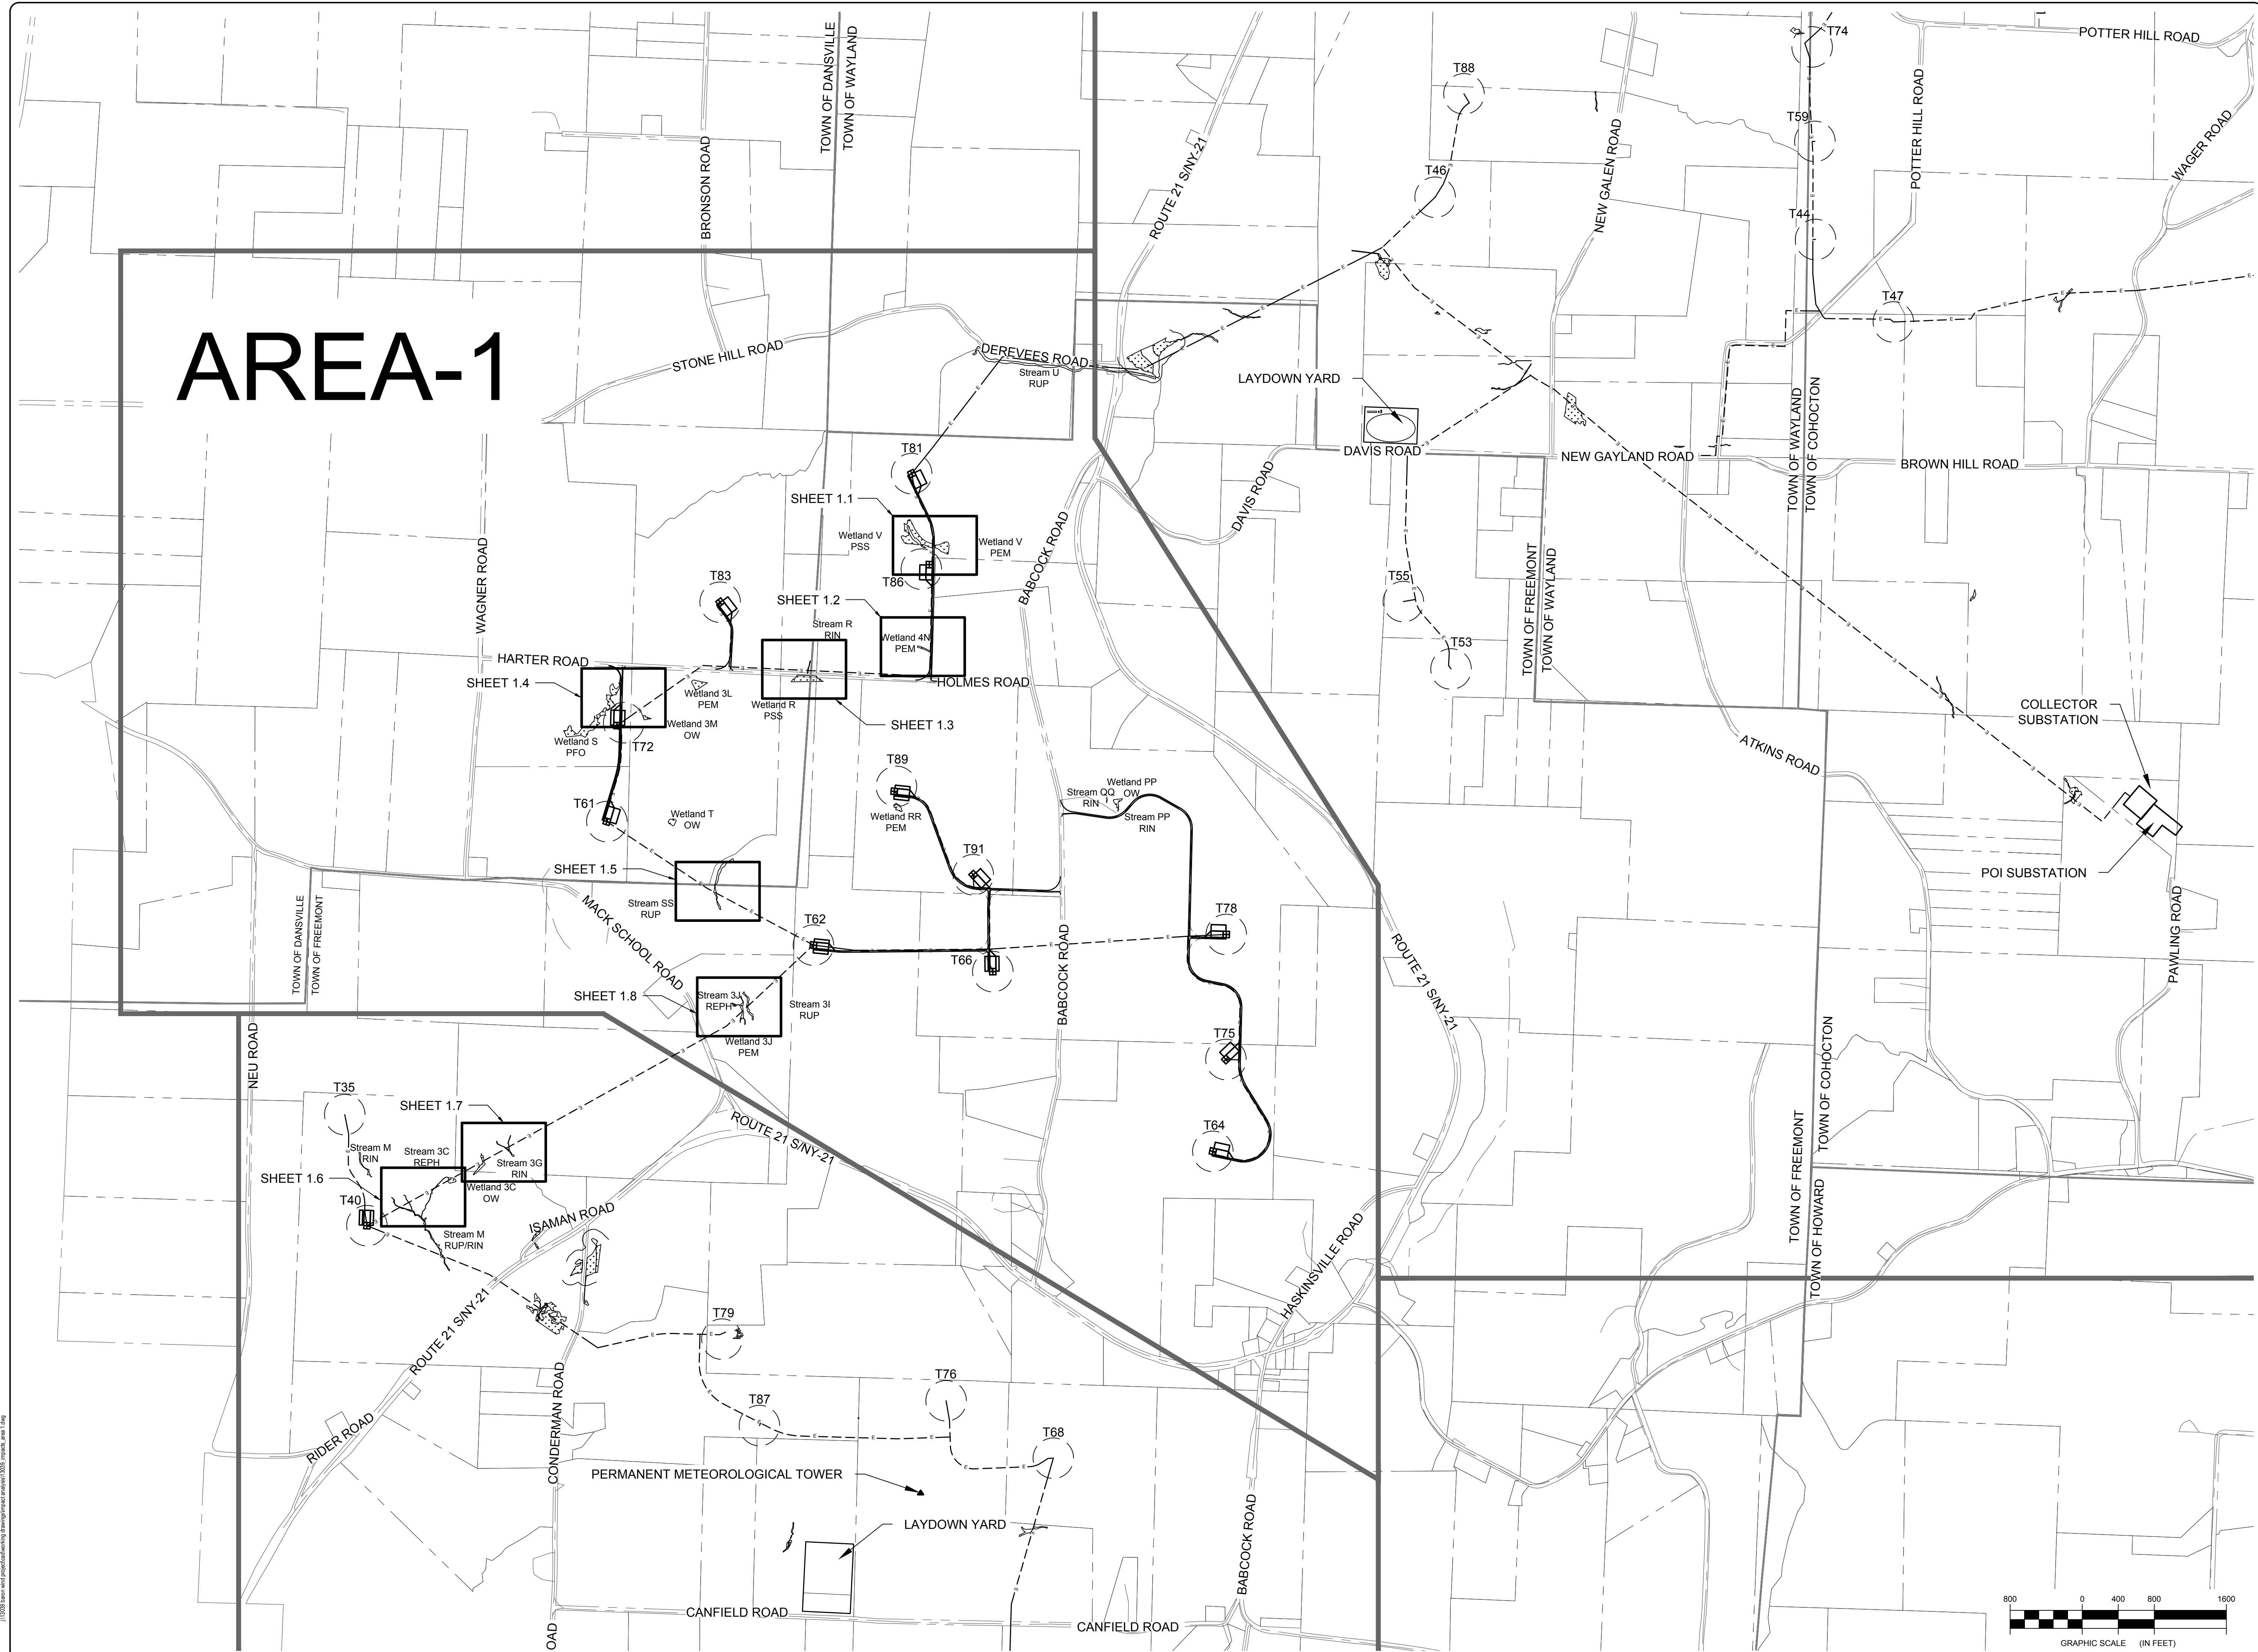 AREA-1
TOWN OF DANSVILLE
TOWN OF WAYLAND
BRONSON ROAD
ROUTE 21 S/NY-21
T88
T46
NEW GALEN ROAD
T74
T59
T44
T47
POTTER HILL ROAD
POTTER HILL ROAD
WAGER ROAD
STONE HILL ROAD
DEREVEES ROAD
Stream U
RUP
LAYDOWN YARD
DAVIS ROAD
DAVIS ROAD
NEW GAYLAND ROAD
BROWN HILL ROAD
TOWN OF WAYLAND
TOWN OF COHOCTON
T81
SHEET 1.1
Wetland V
PSS
Wetland V
PEM
T86
BABCOCK ROAD
WAGNER ROAD
T83
SHEET 1.2
Stream R
RIN
Wetland 4N
PEM
T55
T53
TOWN OF FREEMONT
TOWN OF WAYLAND
HARTER ROAD
HOLMES ROAD
SHEET 1.4
Wetland 3L
PEM
Wetland R
PSS
SHEET 1.3
Wetland 3M
OW
Wetland S
PFO
T72
COLLECTOR
SUBSTATION
ATKINS ROAD
T89
T61
Wetland T
OW
Wetland RR
PEM
Wetland PP
OW
Stream QQ
RIN
Stream PP
RIN
T91
SHEET 1.5
POI SUBSTATION
Stream SS
RUP
TOWN OF DANSVILLE
TOWN OF FREEMONT
MACK SCHOOL ROAD
T62
T66
T78
BABCOCK ROAD
ROUTE 21 S/NY-21
PAWLING ROAD
SHEET 1.8
Stream 3J
REPH
Stream 3I
RUP
Wetland 3J
PEM
NEU ROAD
T75
T35
SHEET 1.7
ROUTE 21 S/NY-21
T64
TOWN OF FREEMONT
TOWN OF COHOCTON
Stream M
RIN
Stream 3C
REPH
Stream 3G
RIN
SHEET 1.6
Wetland 3C
OW
T40
Stream M
RUP/RIN
ISAMAN ROAD
HASKINSVILLE ROAD
TOWN OF HOWARD
ROUTE 21 S/NY-21
T79
T76
T87
T68
RIDER ROAD
CONDERMAN ROAD
PERMANENT METEOROLOGICAL TOWER
LAYDOWN YARD
BABCOCK ROAD
CANFIELD ROAD
CANFIELD ROAD
OAD
800 0 400 800 1600
GRAPHIC SCALE (IN FEET)